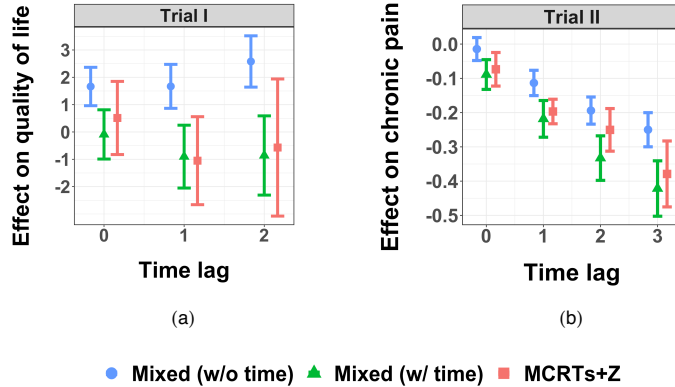 Trial I
Effect on quality of life
3
2
1
0
-1
-2
0 1 2
Time lag
(a)
Trial II
Effect on chronic pain
0.0
-0.1
-0.2
-0.3
-0.4
-0.5
0 1 2 3
Time lag
(b)
Mixed (w/o time) Mixed (w/ time) MCRTs+Z